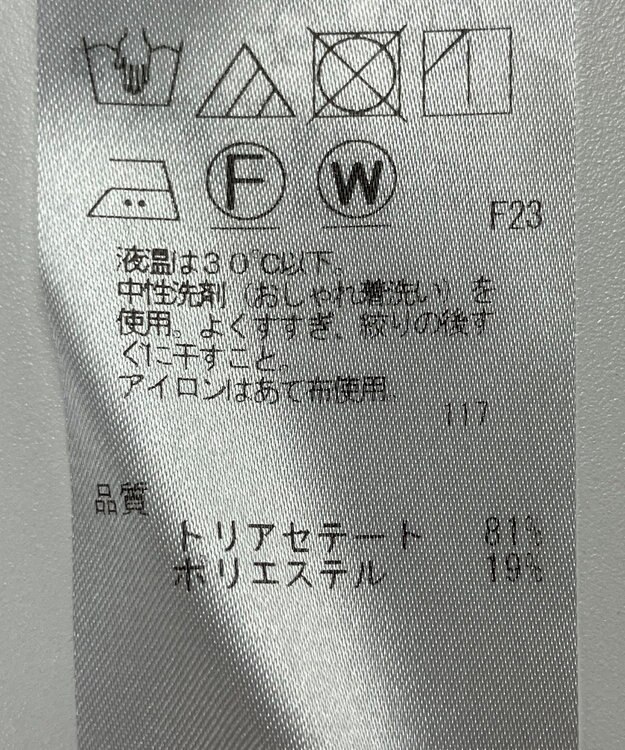 F W
F23
液温は30℃以下。
中性洗剤（おしゃれ着洗い）を
使用。よくすすぎ、絞りの後す
ぐに干すこと。
アイロンはあて布使用。
117
品質
トリアセテート 81%
ポリエステル 19%